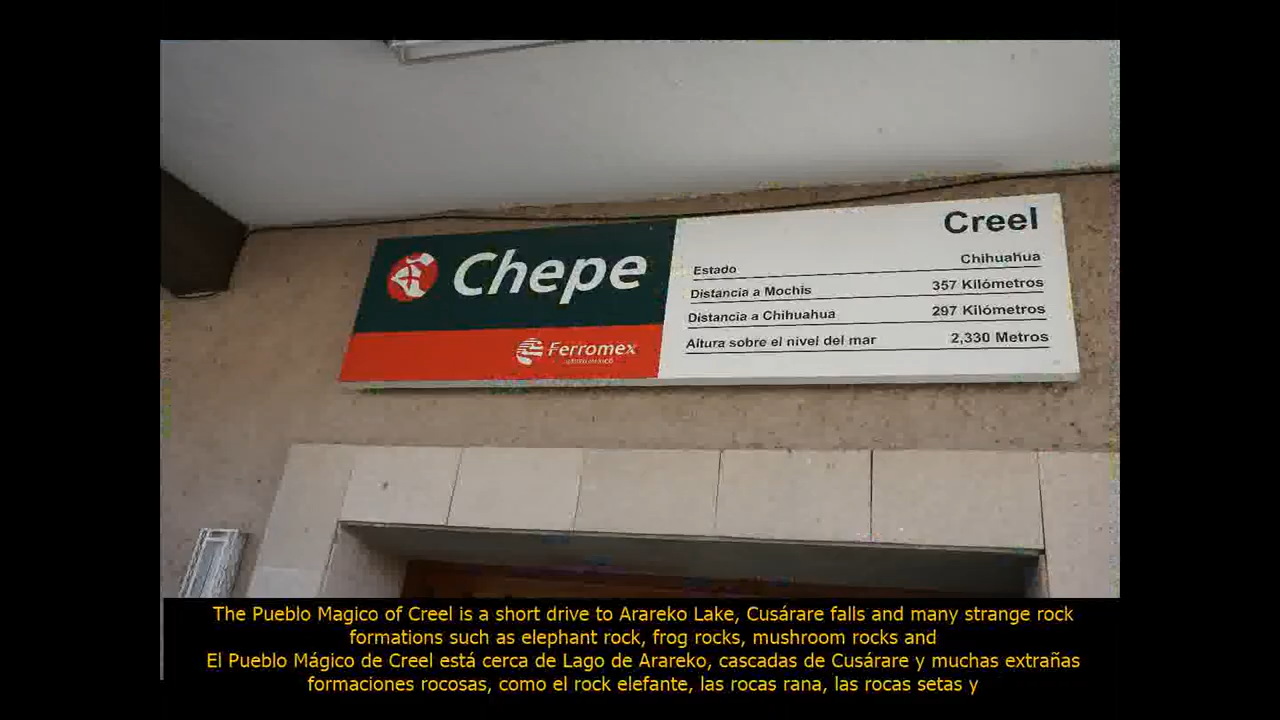 Chepe
Ferromex
Creel
Estado Chihuahua
Distancia a Mochis 357 Kilómetros
Distancia a Chihuahua 297 Kilómetros
Altura sobre el nivel del mar 2,330 Metros
The Pueblo Magico of Creel is a short drive to Arareko Lake, Cusárare falls and many strange rock
formations such as elephant rock, frog rocks, mushroom rocks and
El Pueblo Mágico de Creel está cerca de Lago de Arareko, cascadas de Cusárare y muchas extrañas
formaciones rocosas, como el rock elefante, las rocas rana, las rocas setas y